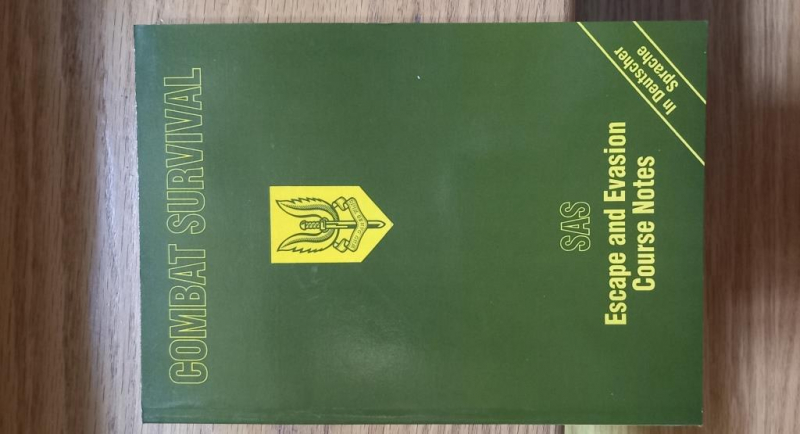 COMBAT SURVIVAL
SAS
Escape and Evasion
Course Notes
In Deutscher
Sprache